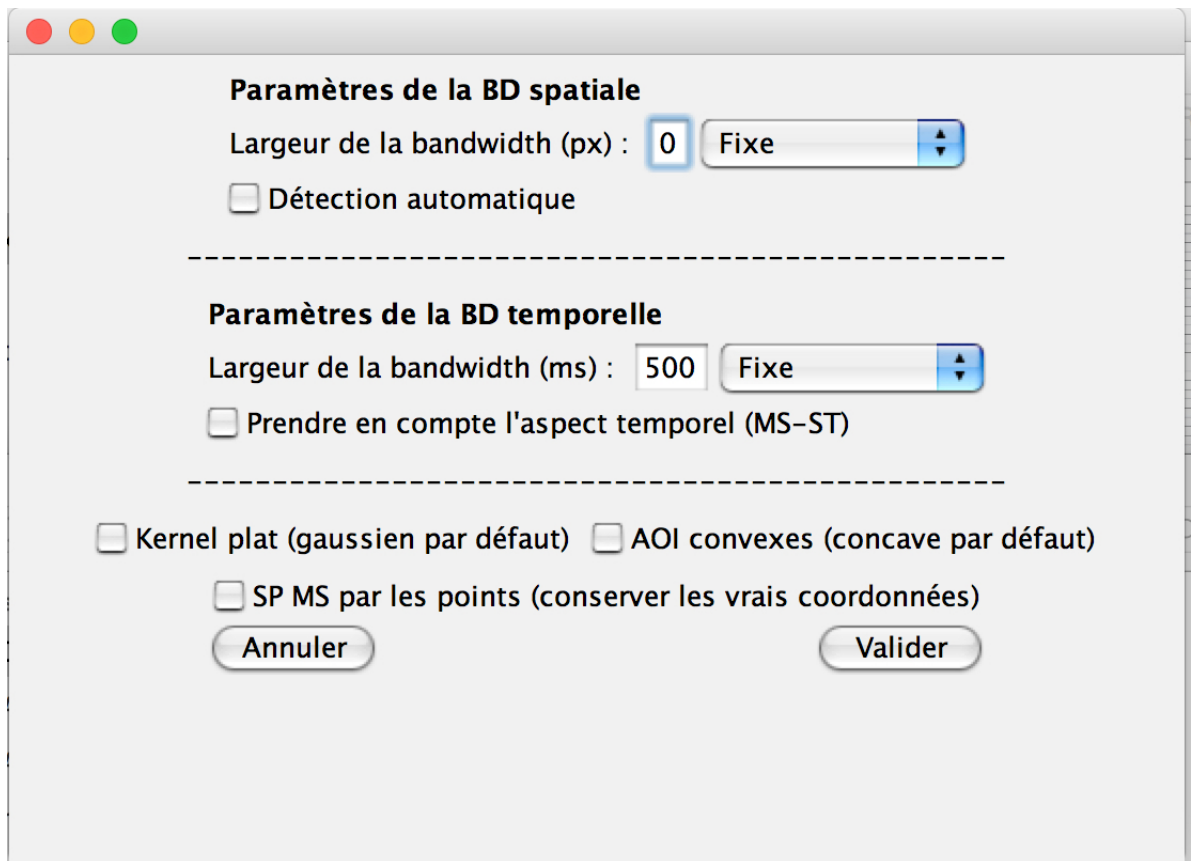 Paramètres de la BD spatiale
Largeur de la bandwidth (px) : 0 Fixe
Détection automatique
------------------------------------------------
Paramètres de la BD temporelle
Largeur de la bandwidth (ms) : 500 Fixe
Prendre en compte l'aspect temporel (MS-ST)
------------------------------------------------
Kernel plat (gaussien par défaut) AOI convexes (concave par défaut)
SP MS par les points (conserver les vrais coordonnées)
Annuler Valider